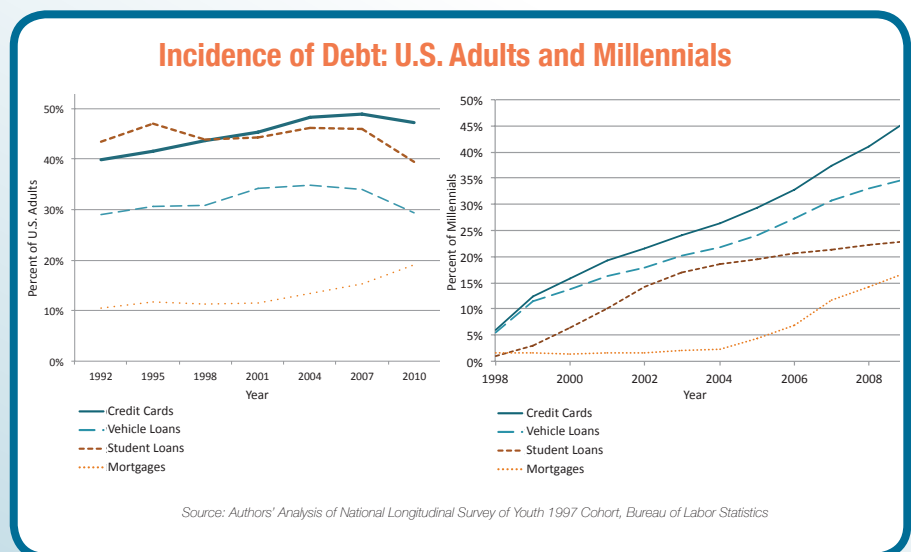 Incidence of Debt: U.S. Adults and Millennials
Percent of U.S. Adults
50%
40%
30%
20%
10%
0%
1992 1995 1998 2001 2004 2007 2010
Year
Credit Cards
Vehicle Loans
Student Loans
Mortgages
Percent of Millennials
50%
45%
40%
35%
30%
25%
20%
15%
10%
5%
0%
1998 2000 2002 2004 2006 2008
Year
Credit Cards
Vehicle Loans
Student Loans
Mortgages
Source: Authors' Analysis of National Longitudinal Survey of Youth 1997 Cohort, Bureau of Labor Statistics